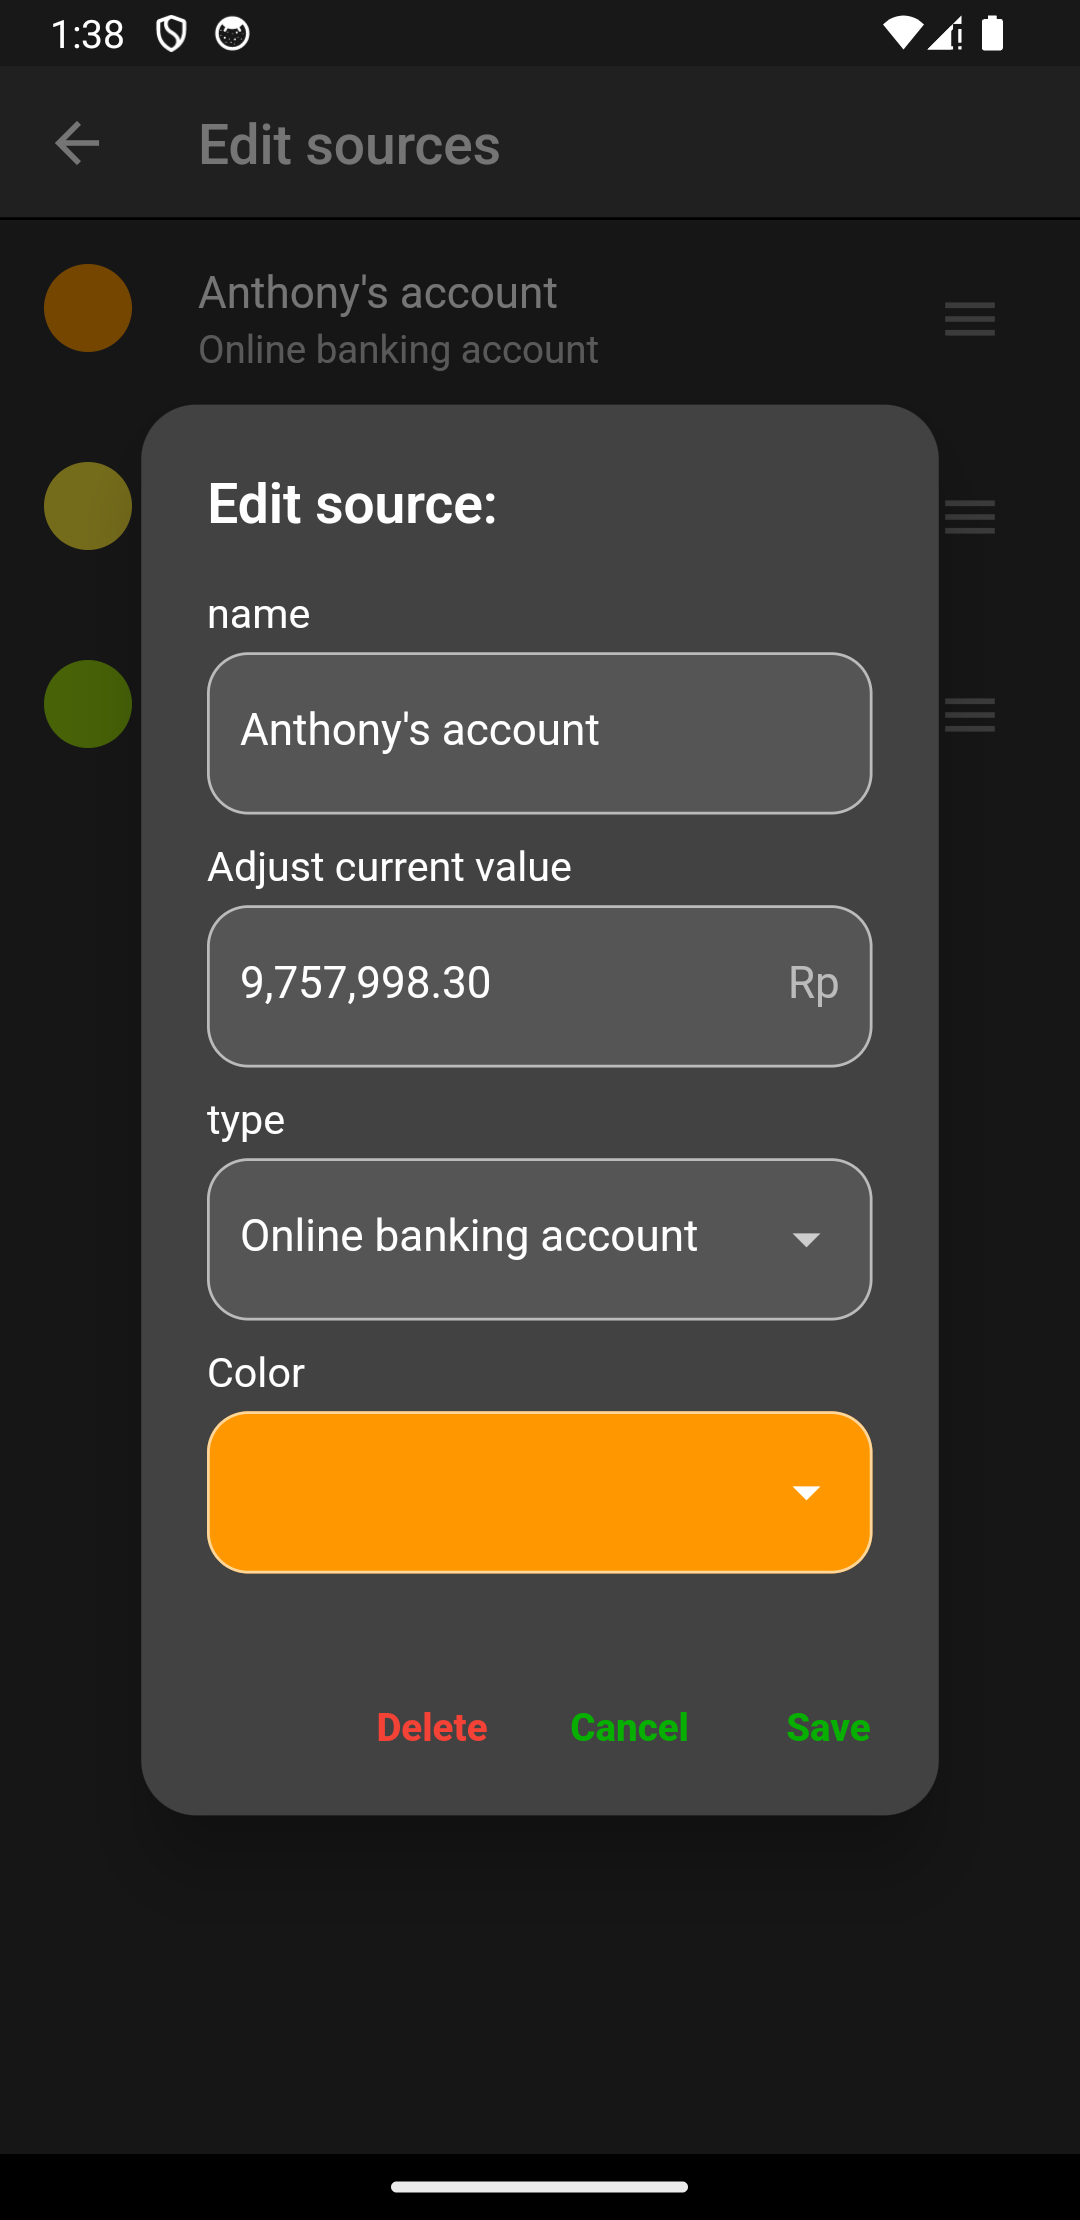 1:38
Edit sources
Anthony's account
Online banking account
Edit source:
name
Anthony's account
Adjust current value
9,757,998.30 Rp
type
Online banking account
Color
Delete Cancel Save